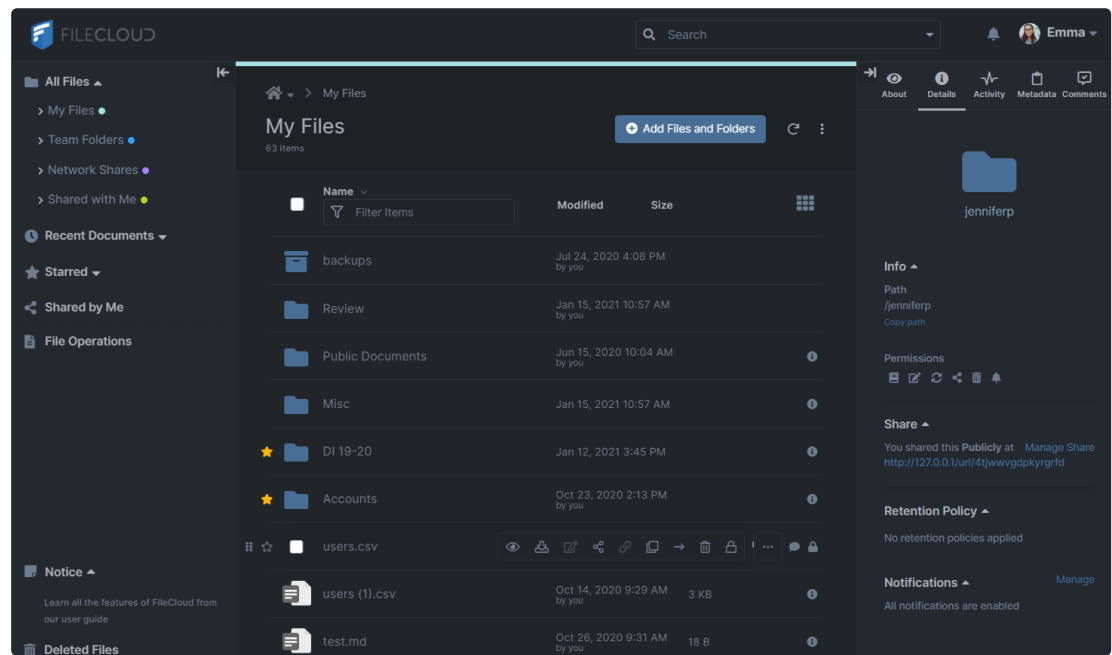 FILECLOUD
Search
Emma
All Files
My Files
Team Folders
Network Shares
Shared with Me
Recent Documents
Starred
Shared by Me
File Operations
Notice
Learn all the features of FileCloud from
our user guide
Deleted Files
My Files
My Files
63 items
Add Files and Folders
Name
Filter Items
Modified
Size
backups
Jul 24, 2020 4:08 PM
by you
Review
Jan 15, 2021 10:57 AM
by you
Public Documents
Jun 15, 2020 10:04 AM
by you
Misc
Jan 15, 2021 10:57 AM
DI 19-20
Jan 12, 2021 3:45 PM
Accounts
Oct 23, 2020 2:13 PM
by you
users.csv
users (1).csv
Oct 14, 2020 9:29 AM
by you
3 KB
test.md
Oct 26, 2020 9:31 AM
by you
18 B
About
Details
Activity
Metadata
Comments
jenniferp
Info
Path
/jenniferp
Copy path
Permissions
Share
You shared this Publicly at Manage Share
http://127.0.0.1/url/4tjwwvgdpkyrgrfd
Retention Policy
No retention policies applied
Notifications
Manage
All notifications are enabled